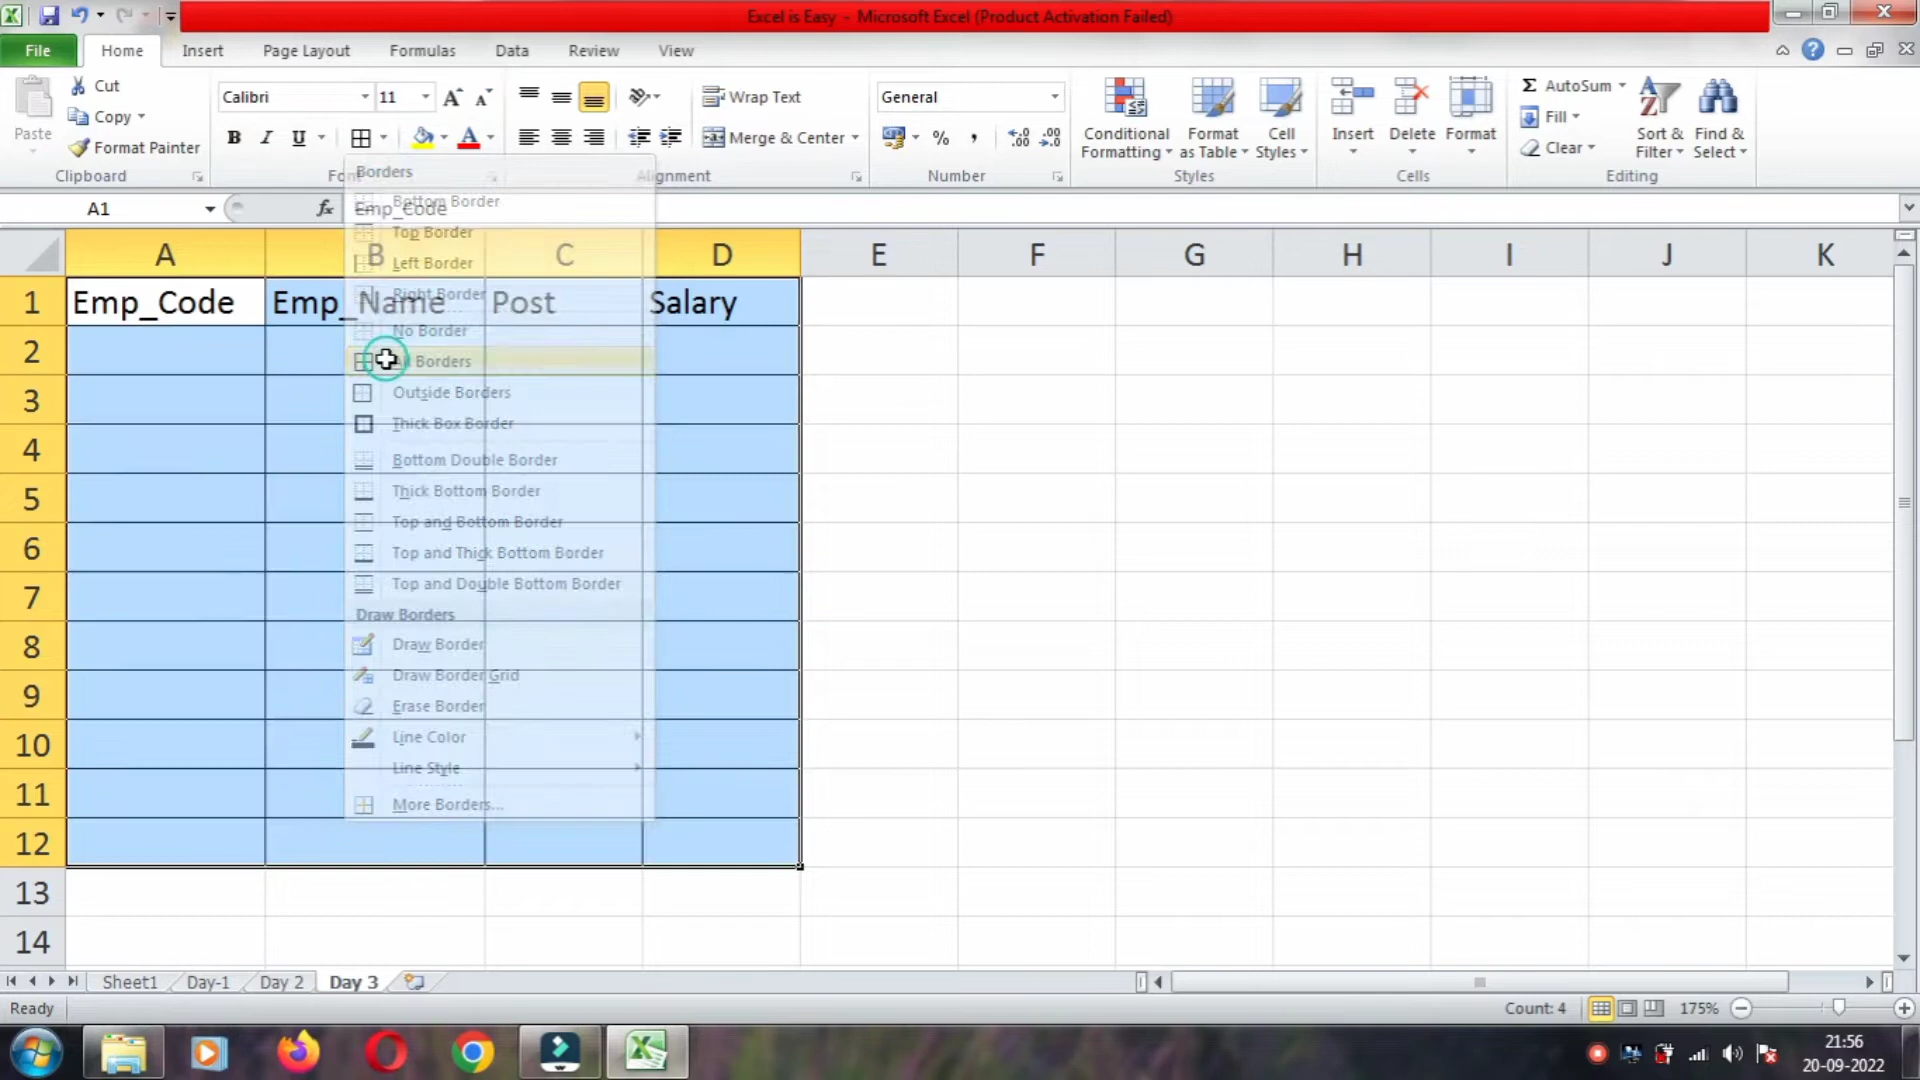 Excel is Easy - Microsoft Excel (Product Activation Failed)
File Home Insert Page Layout Formulas Data Review View
Paste
Cut
Copy
Format Painter
Clipboard
Calibri 11
B I U
Font
Wrap Text
Merge & Center
Alignment
General
%
Number
Conditional Formatting
Format as Table
Cell Styles
Styles
Insert Delete Format
Cells
AutoSum
Fill
Clear
Sort & Filter
Find & Select
Editing
A1 fx Emp_Code
A B C D E F G H I J K
1 Emp_Code Emp_Name Post Salary
2
3
4
5
6
7
8
9
10
11
12
13
14
Borders
Bottom Border
Top Border
Left Border
Right Border
No Border
All Borders
Outside Borders
Thick Box Border
Bottom Double Border
Thick Bottom Border
Top and Bottom Border
Top and Thick Bottom Border
Top and Double Bottom Border
Draw Borders
Draw Border
Draw Border Grid
Erase Border
Line Color
Line Style
More Borders...
Sheet1 Day-1 Day 2 Day 3
Ready Count: 4 175%
21:56
20-09-2022